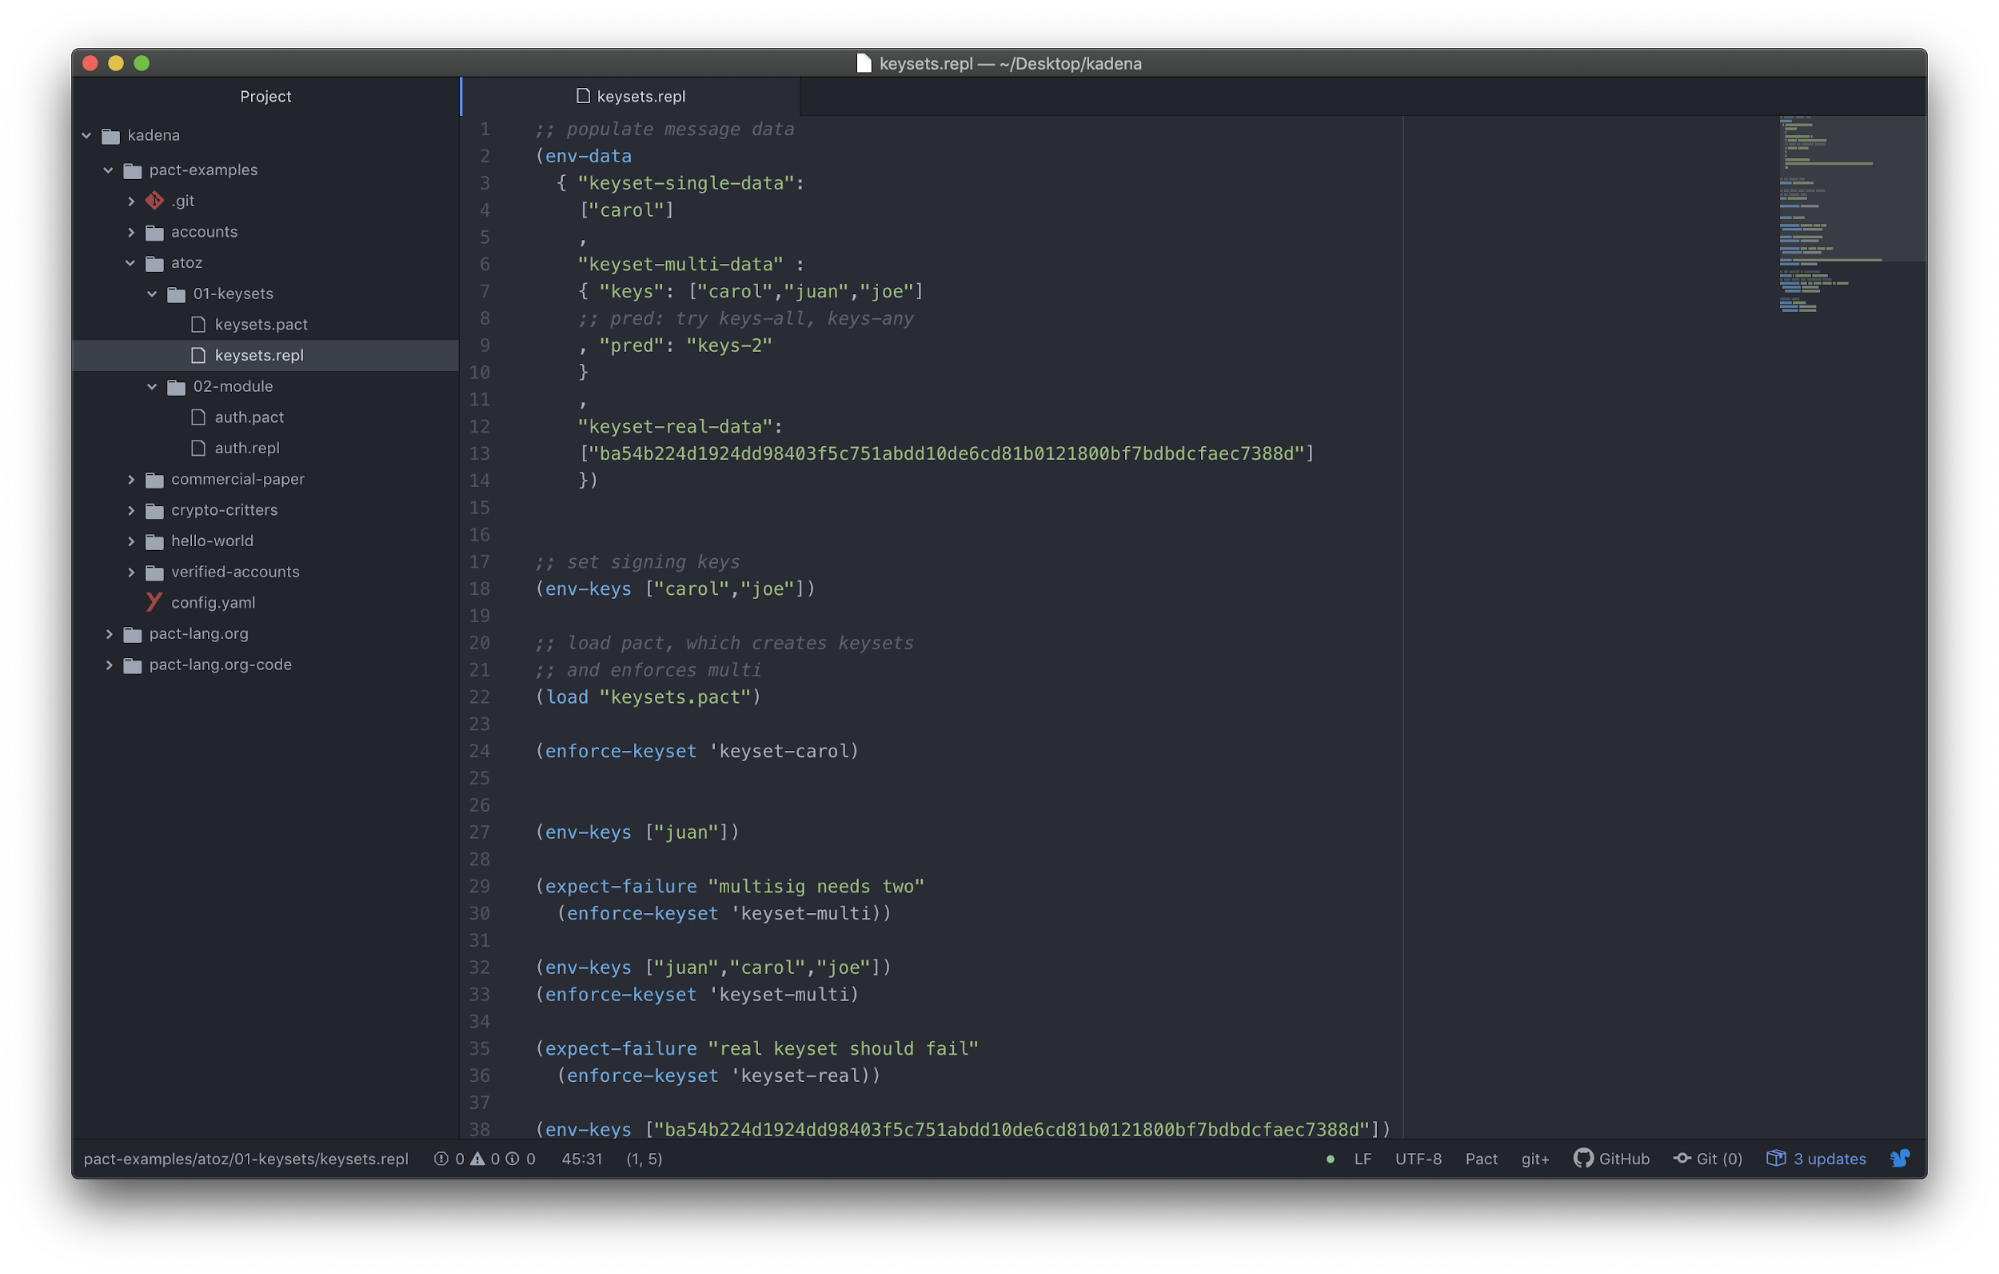 keysets.repl — ~/Desktop/kadena
Project
kadena
pact-examples
.git
accounts
atoz
01-keysets
keysets.pact
keysets.repl
02-module
auth.pact
auth.repl
commercial-paper
crypto-critters
hello-world
verified-accounts
config.yaml
pact-lang.org
pact-lang.org-code
keysets.repl
1 ;; populate message data
2 (env-data
3 { "keyset-single-data":
4 ["carol"]
5 ,
6 "keyset-multi-data" :
7 { "keys": ["carol","juan","joe"]
8 ;; pred: try keys-all, keys-any
9 , "pred": "keys-2"
10 }
11 ,
12 "keyset-real-data":
13 ["ba54b224d1924dd98403f5c751abdd10de6cd81b0121800bf7bdbdcfaec7388d"]
14 })
15
16
17 ;; set signing keys
18 (env-keys ["carol","joe"])
19
20 ;; load pact, which creates keysets
21 ;; and enforces multi
22 (load "keysets.pact")
23
24 (enforce-keyset 'keyset-carol)
25
26
27 (env-keys ["juan"])
28
29 (expect-failure "multisig needs two"
30 (enforce-keyset 'keyset-multi))
31
32 (env-keys ["juan","carol","joe"])
33 (enforce-keyset 'keyset-multi)
34
35 (expect-failure "real keyset should fail"
36 (enforce-keyset 'keyset-real))
37
38 (env-keys ["ba54b224d1924dd98403f5c751abdd10de6cd81b0121800bf7bdbdcfaec7388d"])
pact-examples/atoz/01-keysets/keysets.repl 0 0 0 45:31 (1, 5) LF UTF-8 Pact git+ GitHub Git (0) 3 updates